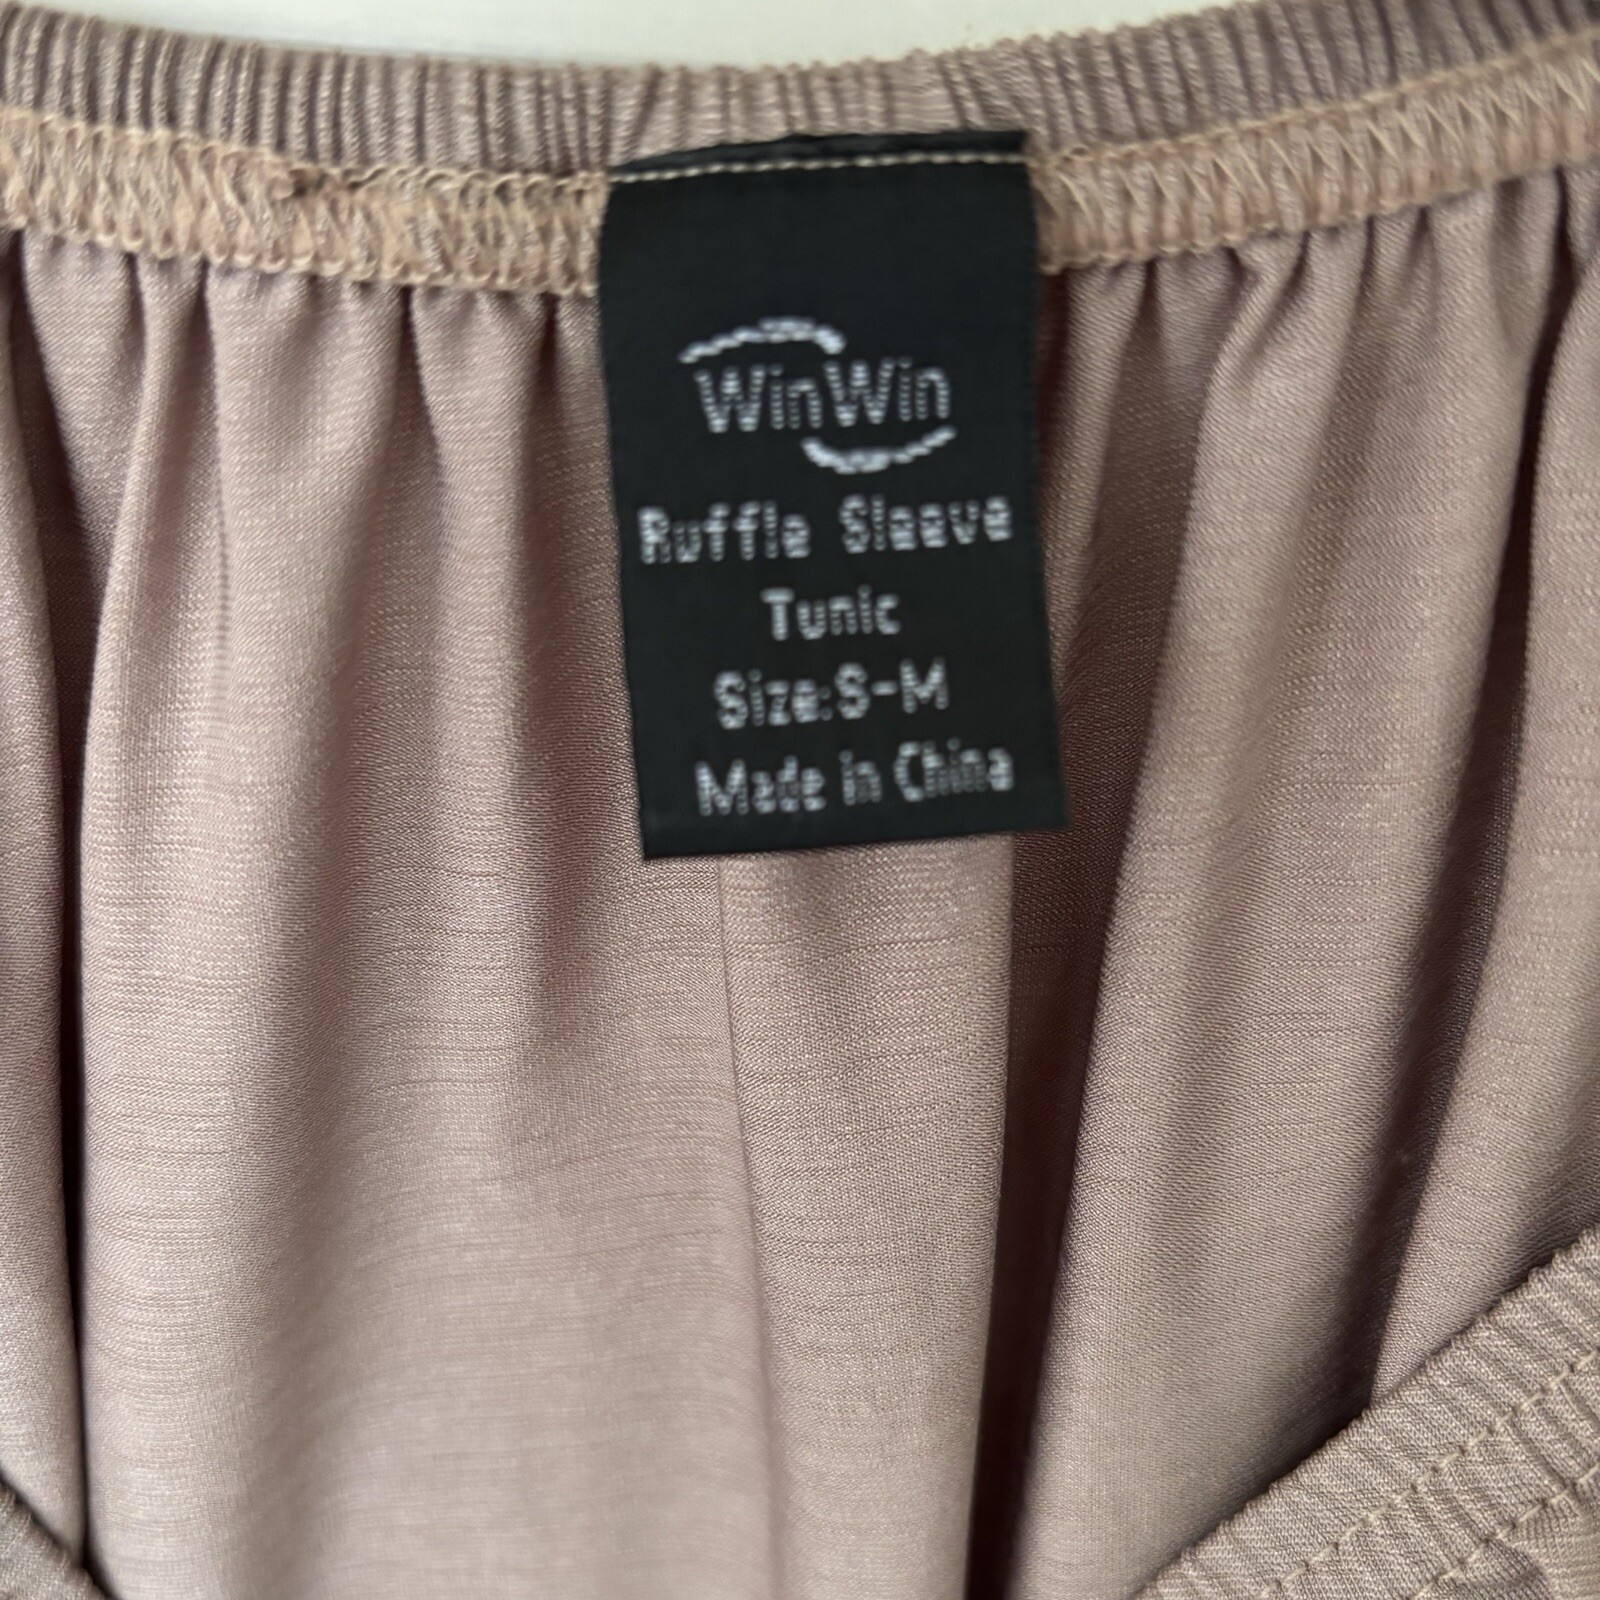 WinWin
Ruffle Sleeve
Tunic
Size:S-M
Made in China